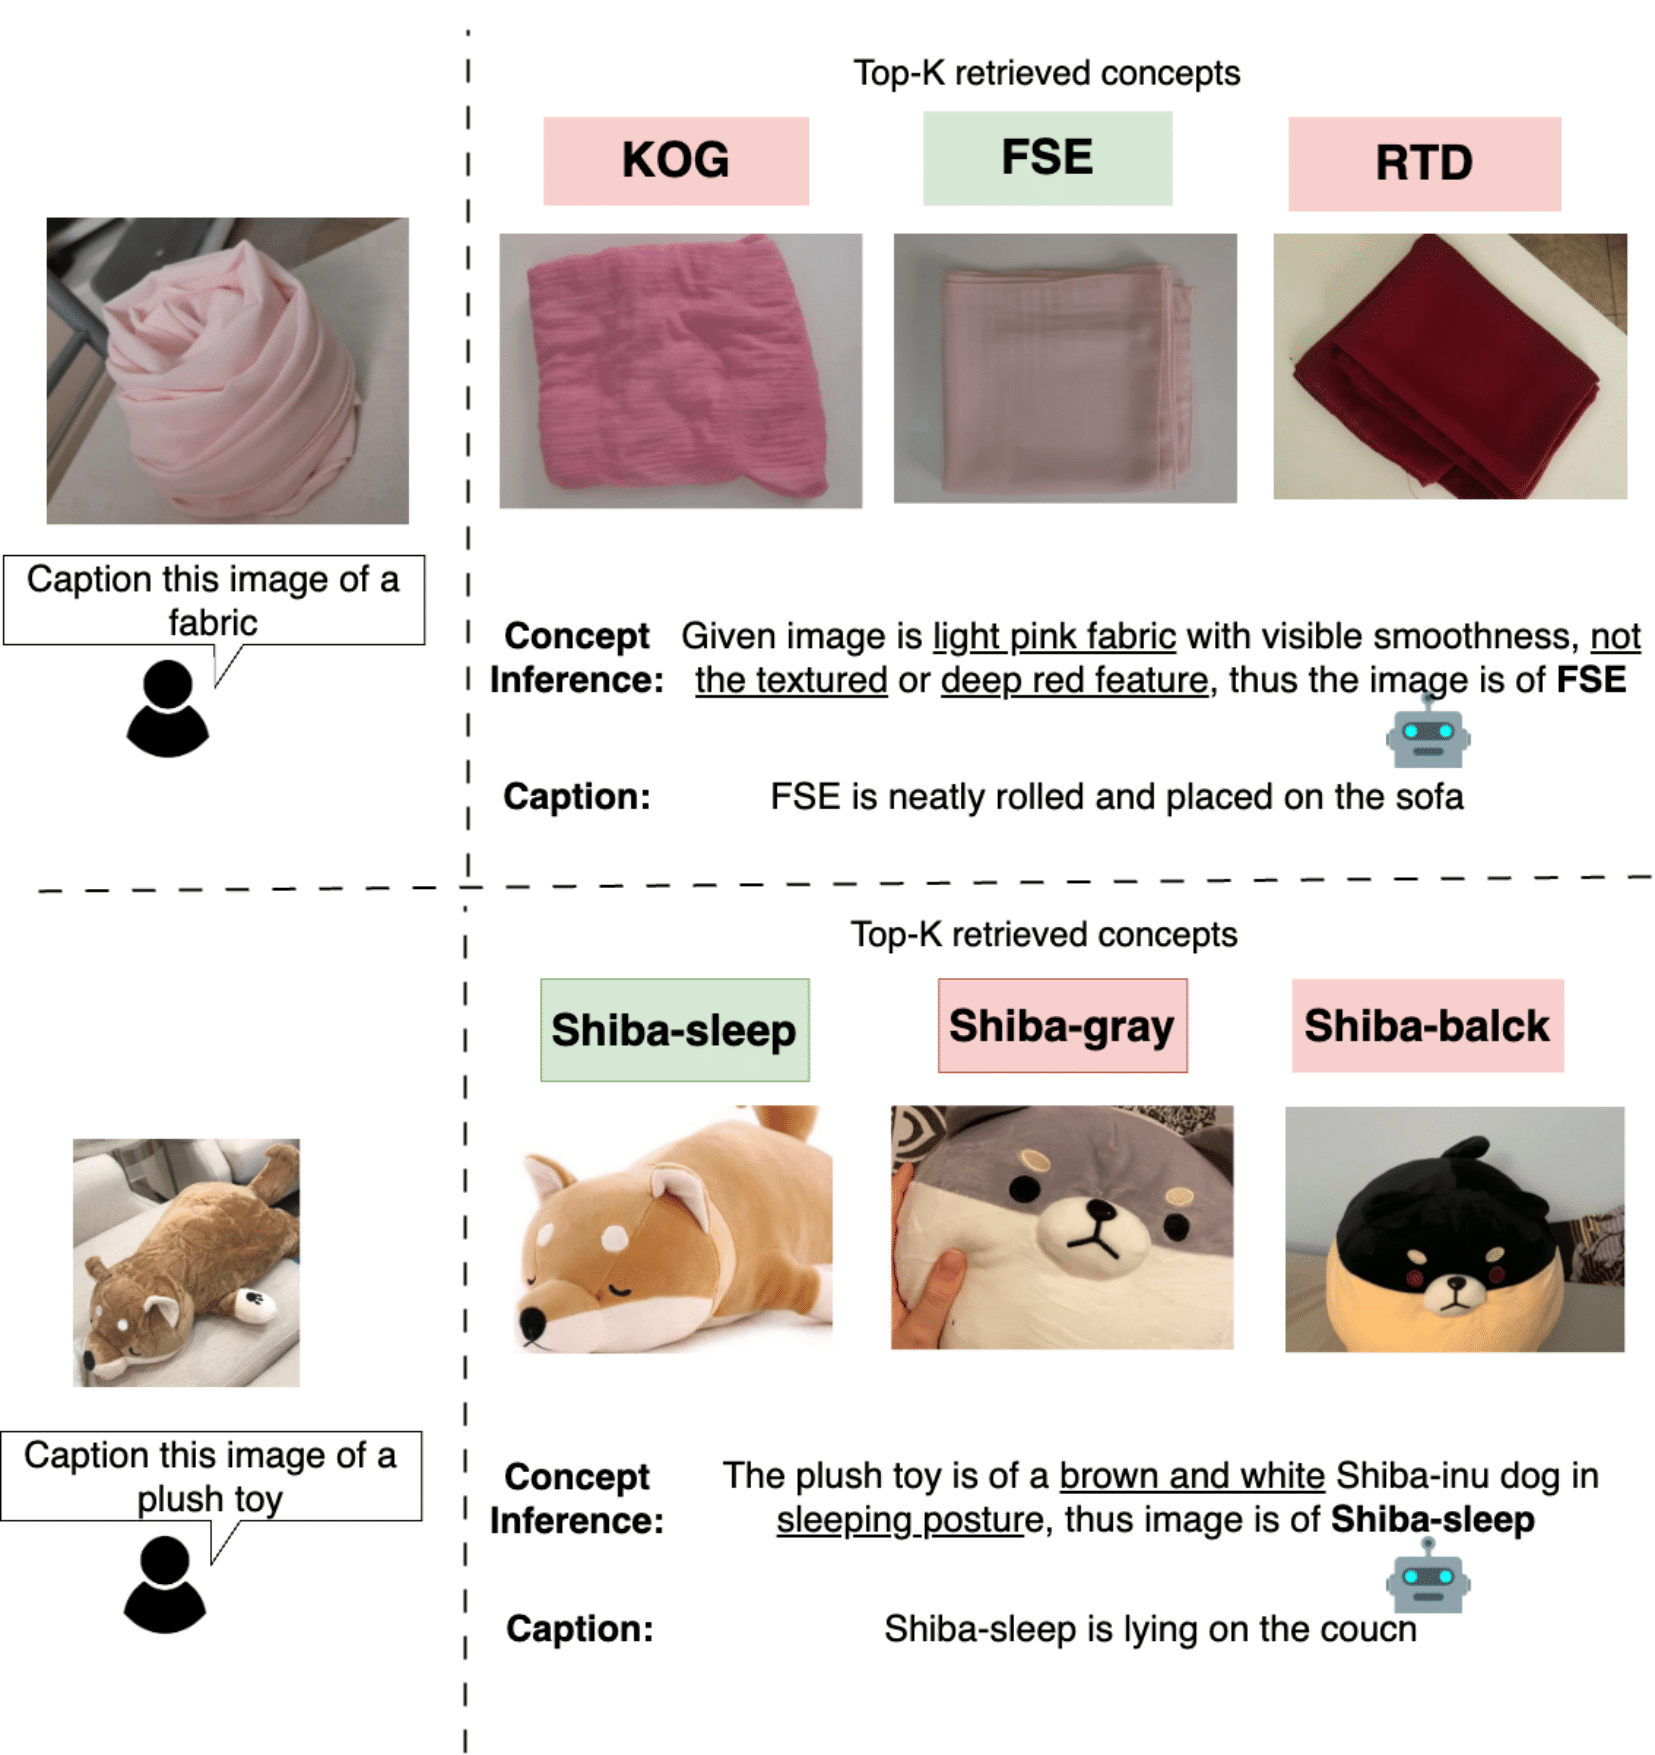 Top-K retrieved concepts
KOG
FSE
RTD
Caption this image of a
fabric
Concept Given image is light pink fabric with visible smoothness, not
Inference: the textured or deep red feature, thus the image is of FSE
Caption: FSE is neatly rolled and placed on the sofa
Top-K retrieved concepts
Shiba-sleep
Shiba-gray
Shiba-balck
Caption this image of a
plush toy
Concept The plush toy is of a brown and white Shiba-inu dog in
Inference: sleeping posture, thus image is of Shiba-sleep
Caption: Shiba-sleep is lying on the coucn